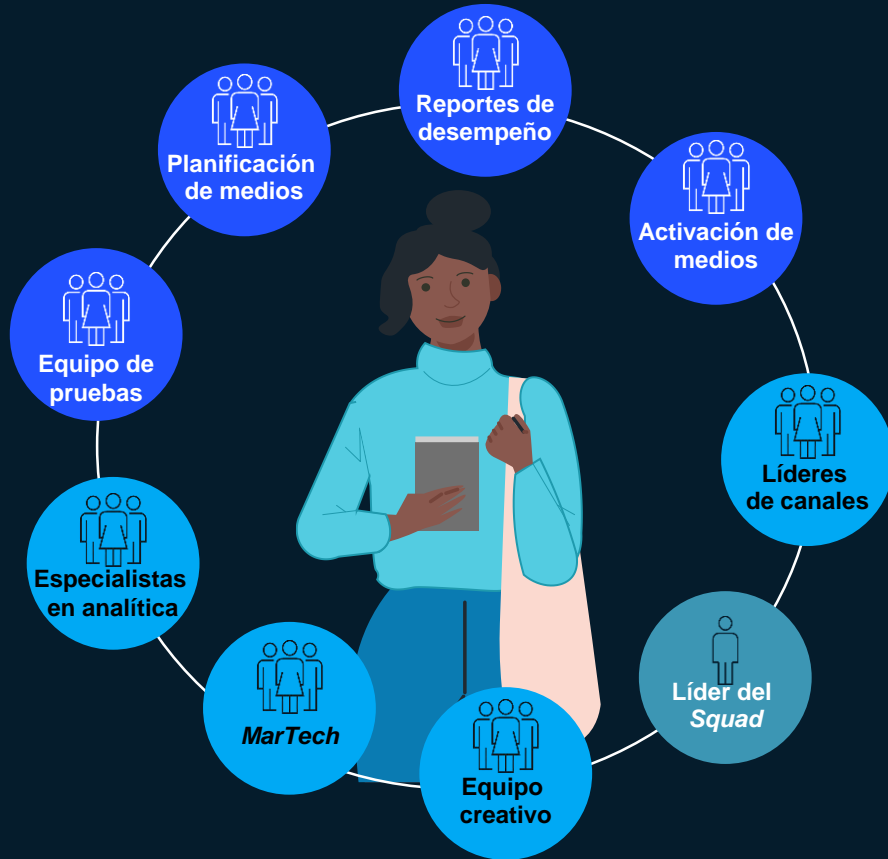 Reportes de
desempeño
Planificación
de medios
Activación de
medios
Equipo de
pruebas
Líderes
de canales
Especialistas
en analítica
Líder del
Squad
MarTech
Equipo
creativo